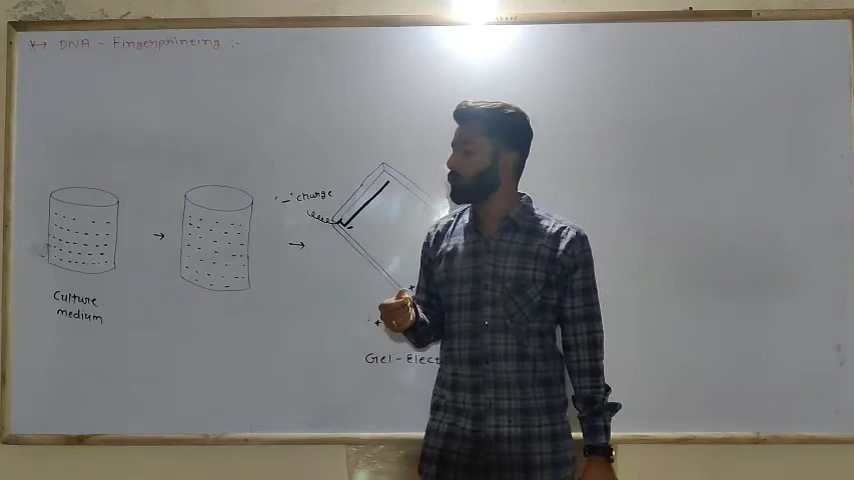 DNA - Fingerprinting :-
'-' charge
Culture
medium
Gel - Elect